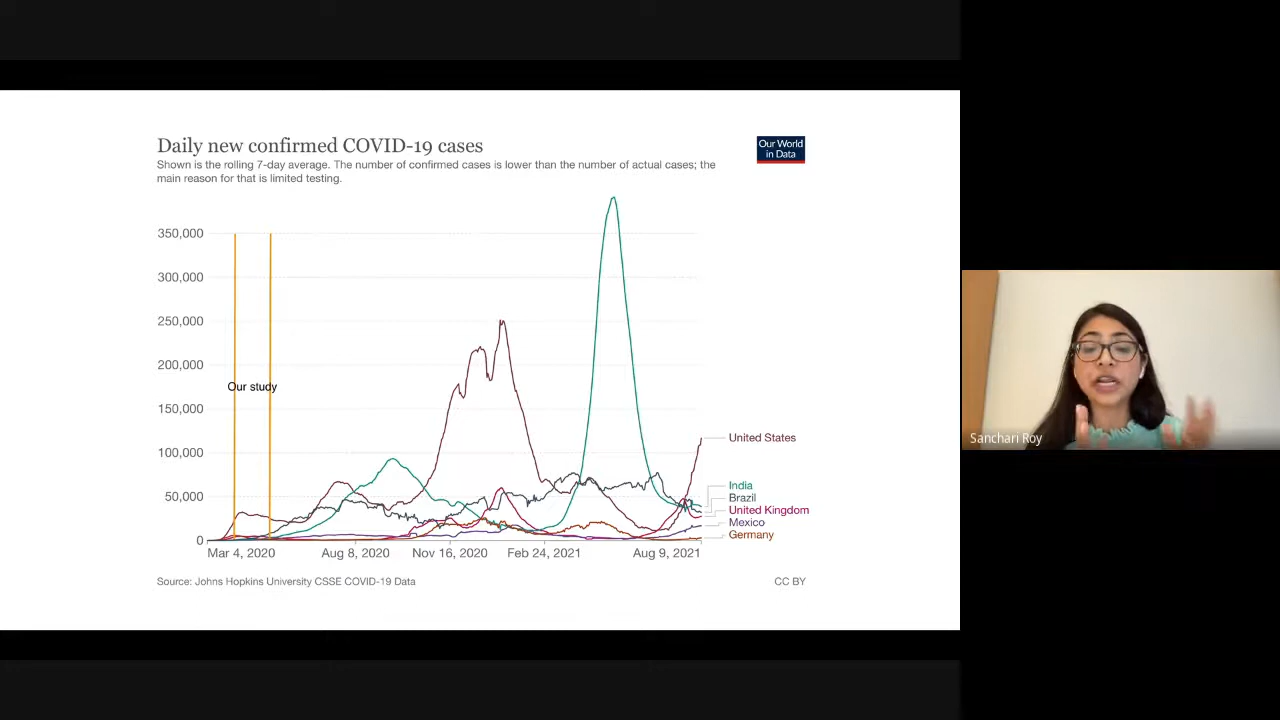 Daily new confirmed COVID-19 cases
Shown is the rolling 7-day average. The number of confirmed cases is lower than the number of actual cases; the
main reason for that is limited testing.
Our World
in Data
350,000
300,000
250,000
200,000
150,000
100,000
50,000
0
Our study
United States
India
Brazil
United Kingdom
Mexico
Germany
Mar 4, 2020
Aug 8, 2020
Nov 16, 2020
Feb 24, 2021
Aug 9, 2021
Source: Johns Hopkins University CSSE COVID-19 Data
CC BY
Sanchari Roy